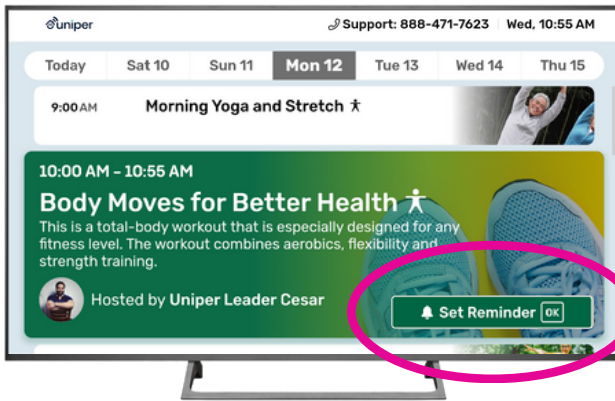 uniper
Support: 888-471-7623 Wed, 10:55 AM
Today Sat 10 Sun 11 Mon 12 Tue 13 Wed 14 Thu 15
9:00 AM Morning Yoga and Stretch
10:00 AM – 10:55 AM
Body Moves for Better Health
This is a total-body workout that is especially designed for any
fitness level. The workout combines aerobics, flexibility and
strength training.
Hosted by Uniper Leader Cesar
Set Reminder OK